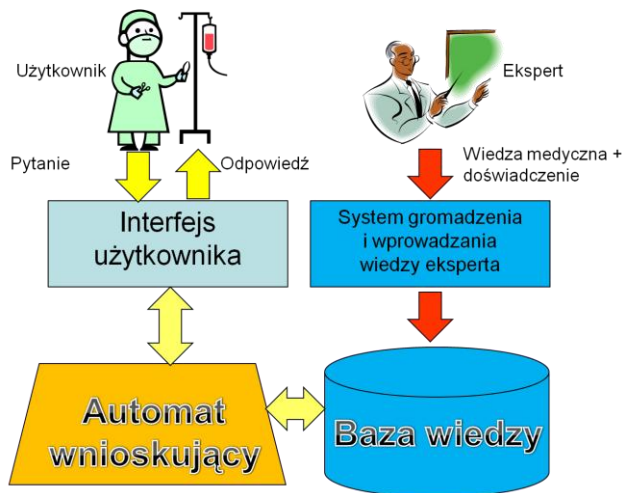 Użytkownik
Ekspert
Pytanie
Odpowiedź
Wiedza medyczna +
doświadczenie
Interfejs
użytkownika
System gromadzenia
i wprowadzania
wiedzy eksperta
Automat
wnioskujący
Baza wiedzy